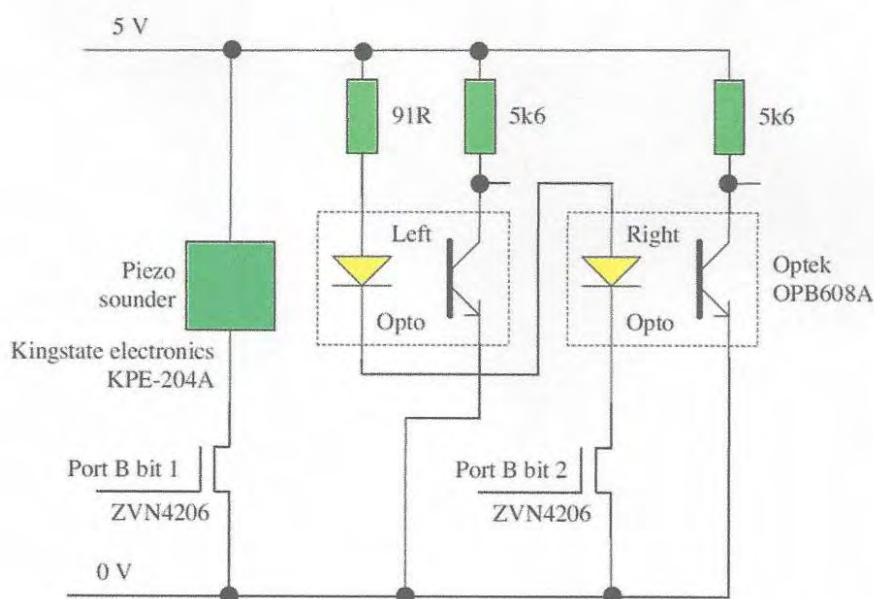 5 V
91R
5k6
5k6
Left
Right
Piezo
sounder
Optek
OPB608A
Opto
Opto
Kingstate electronics
KPE-204A
Port B bit 1
Port B bit 2
ZVN4206
ZVN4206
0 V